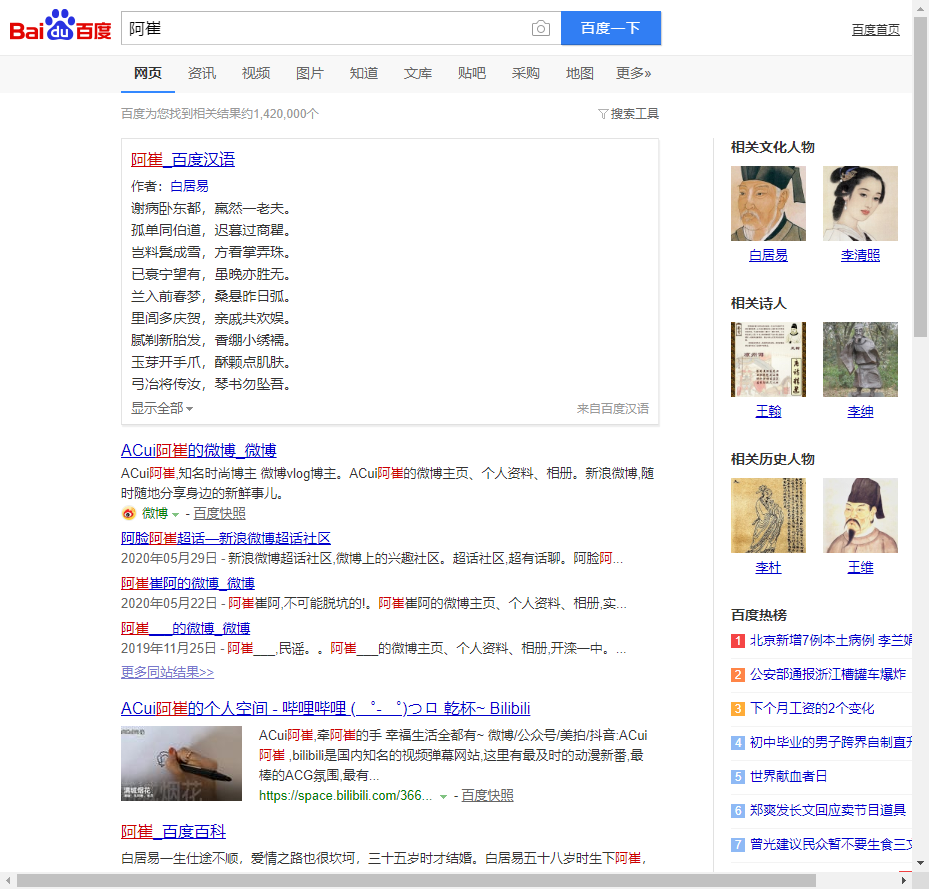 Bai du 百度
阿崔
百度一下
百度首页
网页 资讯 视频 图片 知道 文库 贴吧 采购 地图 更多»
百度为您找到相关结果约1,420,000个
搜索工具
阿崔_百度汉语
作者：白居易
谢病卧东都，羸然一老夫。
孤单同伯道，迟暮过商瞿。
岂料鬓成雪，方看掌弄珠。
已衰宁望有，虽晚亦胜无。
兰入前春梦，桑悬昨日弧。
里闾多庆贺，亲戚共欢娱。
腻剃新胎发，香绷小绣襦。
玉芽开手爪，酥颗点肌肤。
弓冶将传汝，琴书勿坠吾。
显示全部
来自百度汉语
ACui阿崔的微博_微博
ACui阿崔,知名时尚博主 微博vlog博主。ACui阿崔的微博主页、个人资料、相册。新浪微博,随
时随地分享身边的新鲜事儿。
微博 - 百度快照
阿脸阿崔超话—新浪微博超话社区
2020年05月29日 - 新浪微博超话社区,微博上的兴趣社区。超话社区,超有话聊。阿脸阿...
阿崔崔阿的微博_微博
2020年05月22日 - 阿崔崔阿,不可能脱坑的!。阿崔崔阿的微博主页、个人资料、相册,实...
阿崔___的微博_微博
2019年11月25日 - 阿崔___,民谣。。阿崔___的微博主页、个人资料、相册,开滦一中。...
更多同站结果>>
ACui阿崔的个人空间 - 哔哩哔哩 ( ゜- ゜)つロ 乾杯~ Bilibili
ACui阿崔,牵阿崔的手 幸福生活全都有~ 微博/公众号/美拍/抖音:ACui
阿崔 ,bilibili是国内知名的视频弹幕网站,这里有最及时的动漫新番,最
棒的ACG氛围,最有...
https://space.bilibili.com/366... - 百度快照
满城烟花
阿崔_百度百科
白居易一生仕途不顺，爱情之路也很坎坷，三十五岁时才结婚。白居易五十八岁时生下阿崔，
相关文化人物
白居易 李清照
相关诗人
王翰 李绅
相关历史人物
李杜 王维
百度热榜
1 北京新增7例本土病例 李兰娟
2 公安部通报浙江槽罐车爆炸
3 下个月工资的2个变化
4 初中毕业的男子跨界自制直升
5 世界献血者日
6 郑爽发长文回应卖节目道具
7 曾光建议民众暂不要生食三文